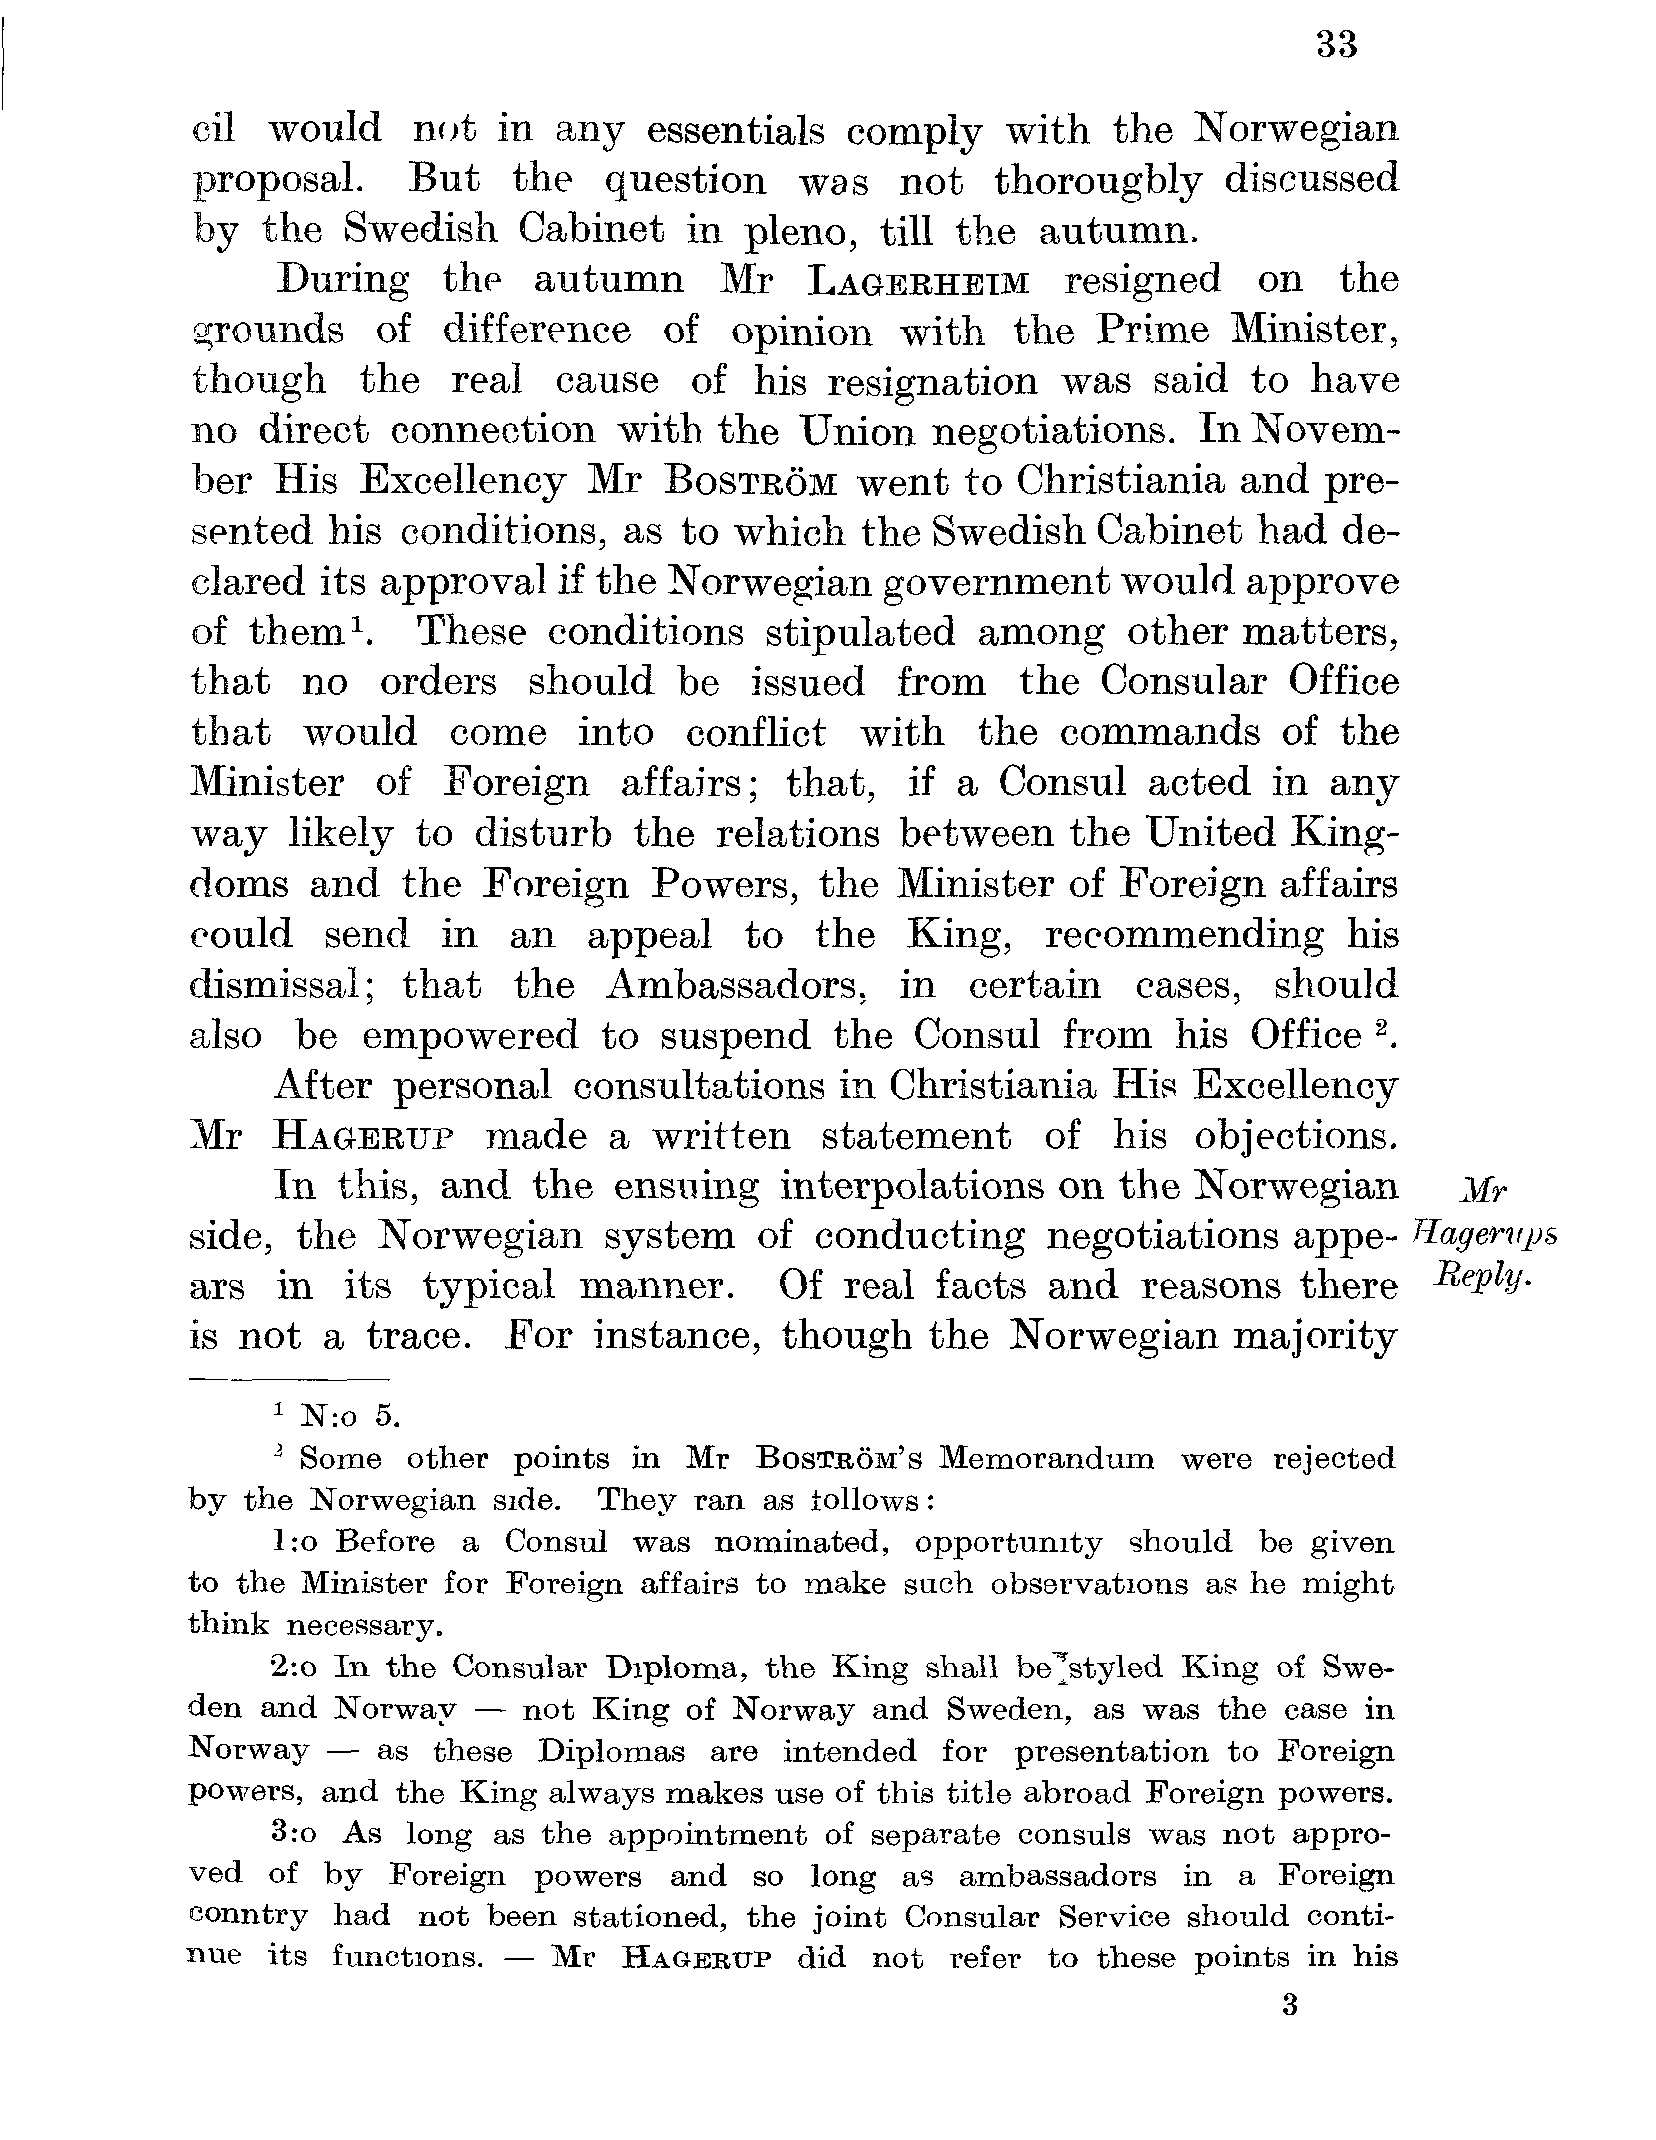 33
cil would not in any essentials comply with the Norwegian
proposal. But the question was not thorougbly discussed
by the Swedish Cabinet in pleno, till the autumn.
During the autumn Mr LAGERHEIM resigned on the
grounds of difference of opinion with the Prime Minister,
though the real cause of his resignation was said to have
no direct connection with the Union negotiations. In Novem-
ber His Excellency Mr BOSTRÖM went to Christiania and pre-
sented his conditions, as to which the Swedish Cabinet had de-
clared its approval if the Norwegian government would approve
of them¹. These conditions stipulated among other matters,
that no orders should be issued from the Consular Office
that would come into conflict with the commands of the
Minister of Foreign affairs; that, if a Consul acted in any
way likely to disturb the relations between the United King-
doms and the Foreign Powers, the Minister of Foreign affairs
could send in an appeal to the King, recommending his
dismissal; that the Ambassadors, in certain cases, should
also be empowered to suspend the Consul from his Office ².
After personal consultations in Christiania His Excellency
Mr HAGERUP made a written statement of his objections.
In this, and the ensuing interpolations on the Norwegian
side, the Norwegian system of conducting negotiations appe-
ars in its typical manner. Of real facts and reasons there
is not a trace. For instance, though the Norwegian majority
Mr
Hagerups
Reply.
¹ N:o 5.
² Some other points in Mr BOSTRÖM's Memorandum were rejected
by the Norwegian side. They ran as follows:
1:o Before a Consul was nominated, opportunity should be given
to the Minister for Foreign affairs to make such observations as he might
think necessary.
2:o In the Consular Diploma, the King shall be styled King of Swe-
den and Norway — not King of Norway and Sweden, as was the case in
Norway — as these Diplomas are intended for presentation to Foreign
powers, and the King always makes use of this title abroad Foreign powers.
3:o As long as the appointment of separate consuls was not appro-
ved of by Foreign powers and so long as ambassadors in a Foreign
conntry had not been stationed, the joint Consular Service should conti-
nue its functions. — Mr HAGERUP did not refer to these points in his
3